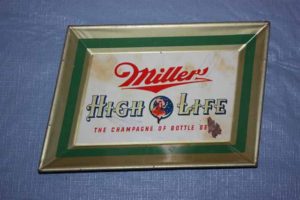 Miller
HIGH LIFE
THE CHAMPAGNE OF BOTTLE